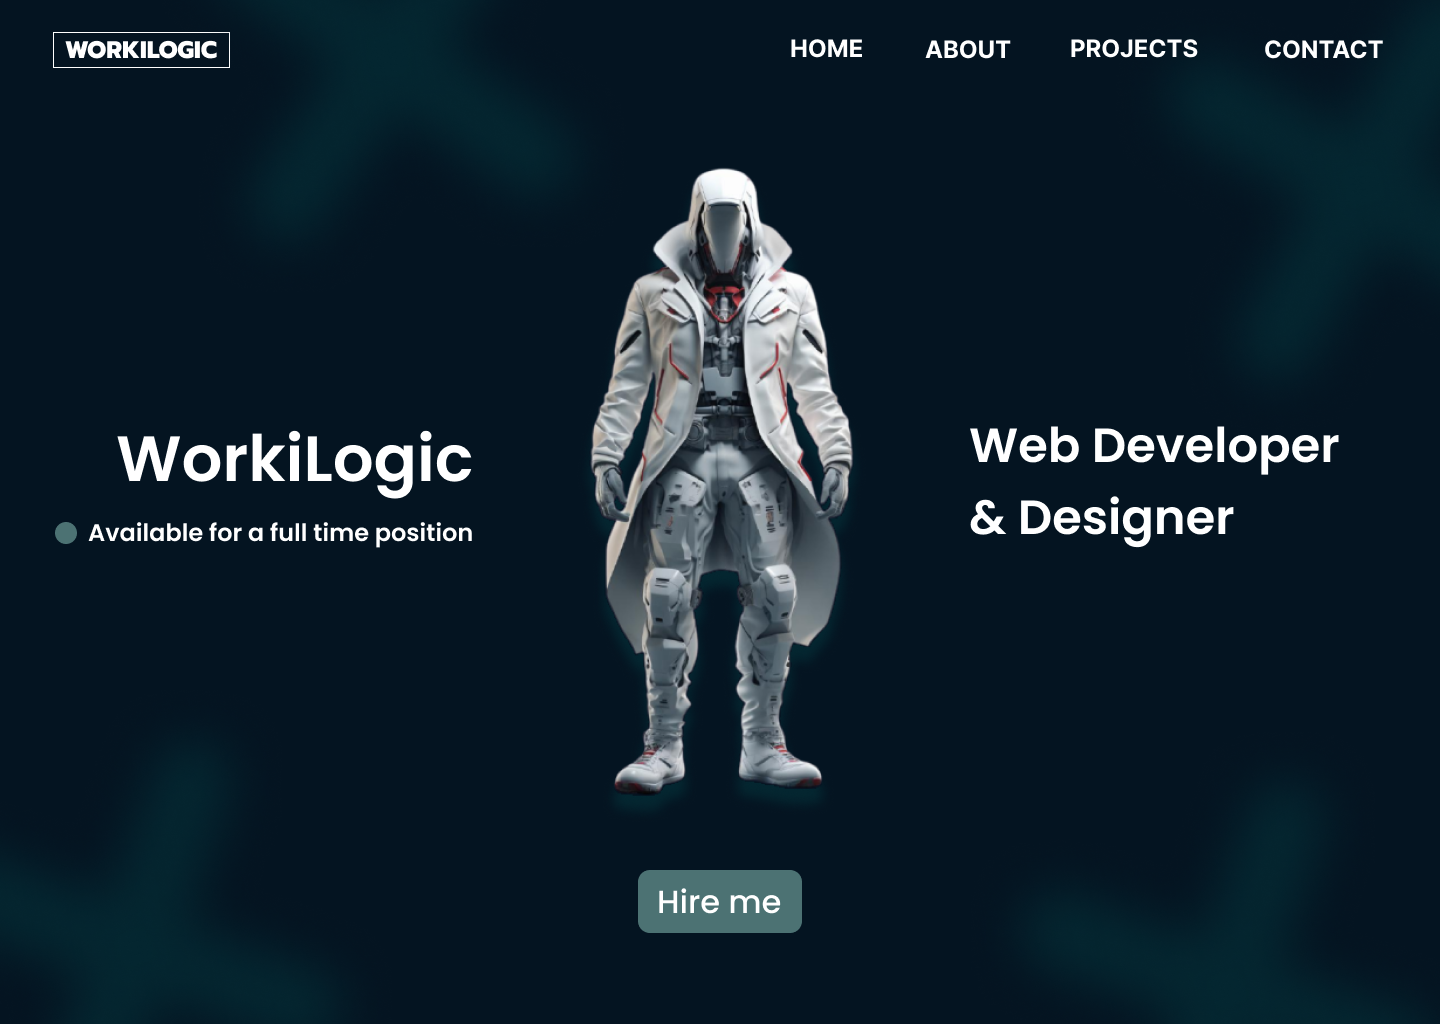 WORKILOGIC
HOME ABOUT PROJECTS CONTACT
WorkiLogic
Available for a full time position
Web Developer
& Designer
Hire me